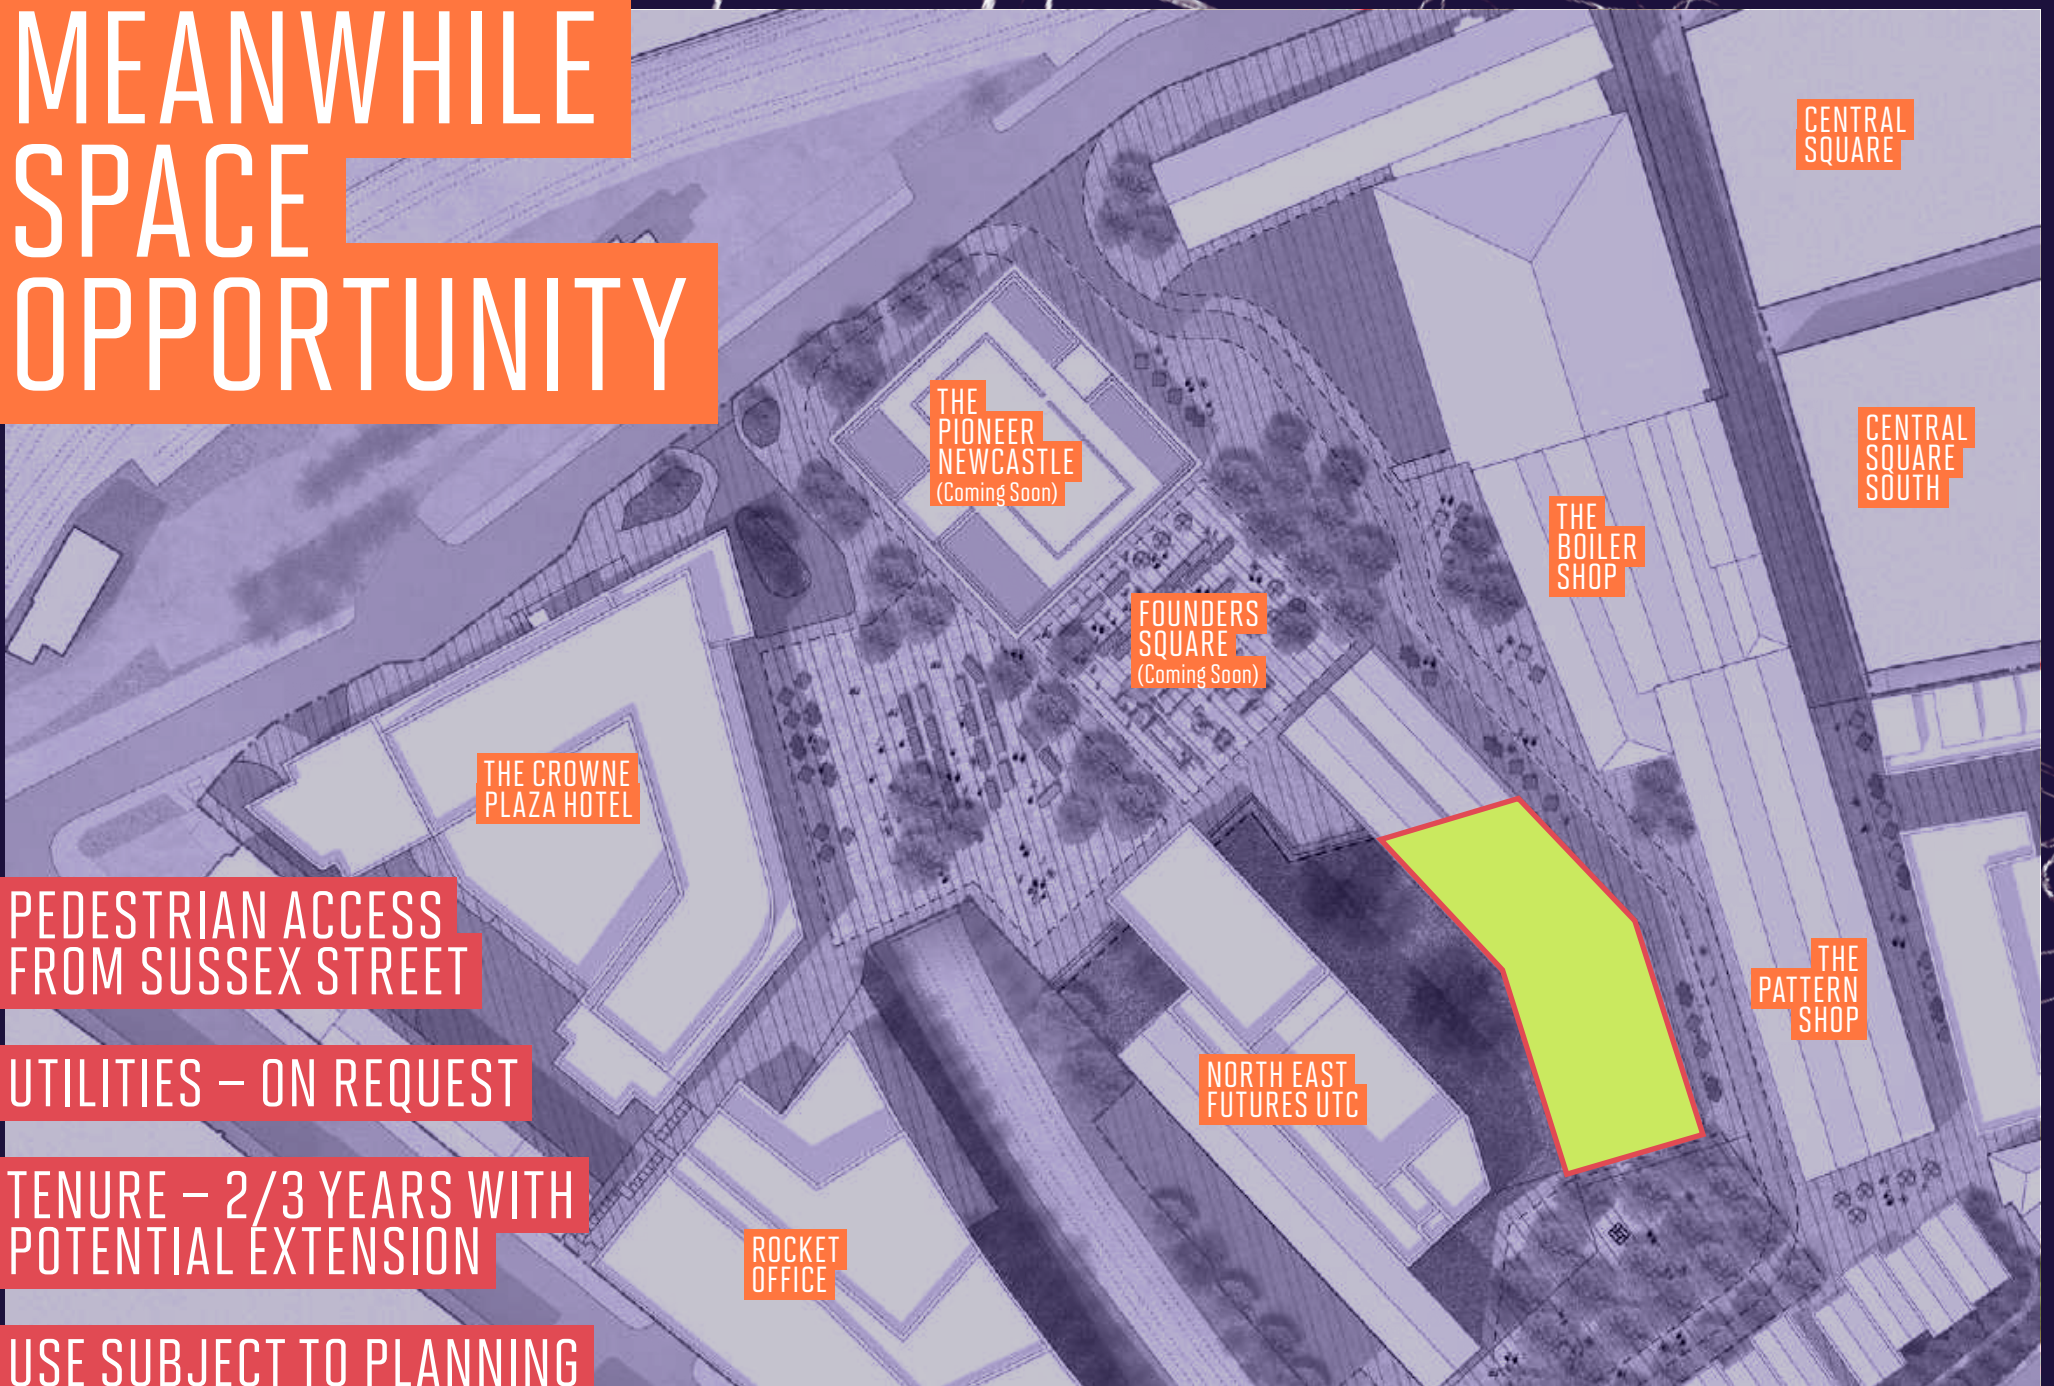 MEANWHILE
SPACE
OPPORTUNITY
CENTRAL
SQUARE
THE
PIONEER
NEWCASTLE
(Coming Soon)
CENTRAL
SQUARE
SOUTH
THE
BOILER
SHOP
FOUNDERS
SQUARE
(Coming Soon)
THE CROWNE
PLAZA HOTEL
PEDESTRIAN ACCESS
FROM SUSSEX STREET
THE
PATTERN
SHOP
UTILITIES – ON REQUEST
NORTH EAST
FUTURES UTC
TENURE – 2/3 YEARS WITH
POTENTIAL EXTENSION
ROCKET
OFFICE
USE SUBJECT TO PLANNING